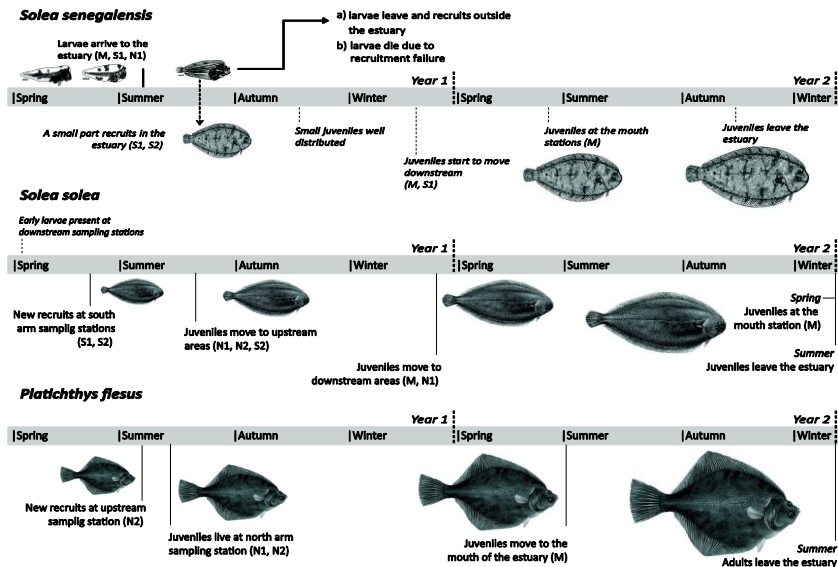 Solea senegalensis
Larvae arrive to the
estuary (M, S1, N1)
a) larvae leave and recruits outside
the estuary
b) larvae die due to
recruitment failure
Year 1
Year 2
Spring
Summer
Autumn
Winter
Spring
Summer
Autumn
Winter
A small part recruits in the
estuary (S1, S2)
Small juveniles well
distributed
Juveniles start to move
downstream
(M, S1)
Juveniles at the mouth
stations (M)
Juveniles leave the
estuary
Solea solea
Early larvae present at
downstream sampling stations
Year 1
Year 2
Spring
Summer
Autumn
Winter
Spring
Summer
Autumn
Winter
New recruits at south
arm samplig stations
(S1, S2)
Juveniles move to upstream
areas (N1, N2, S2)
Juveniles move to
downstream areas (M, N1)
Spring
Juveniles at the
mouth station (M)
Summer
Juveniles leave the estuary
Platichthys flesus
Year 1
Year 2
Spring
Summer
Autumn
Winter
Spring
Summer
Autumn
Winter
New recruits at upstream
samplig station (N2)
Juveniles live at north arm
sampling station (N1, N2)
Juveniles move to the
mouth of the estuary (M)
Summer
Adults leave the estuary